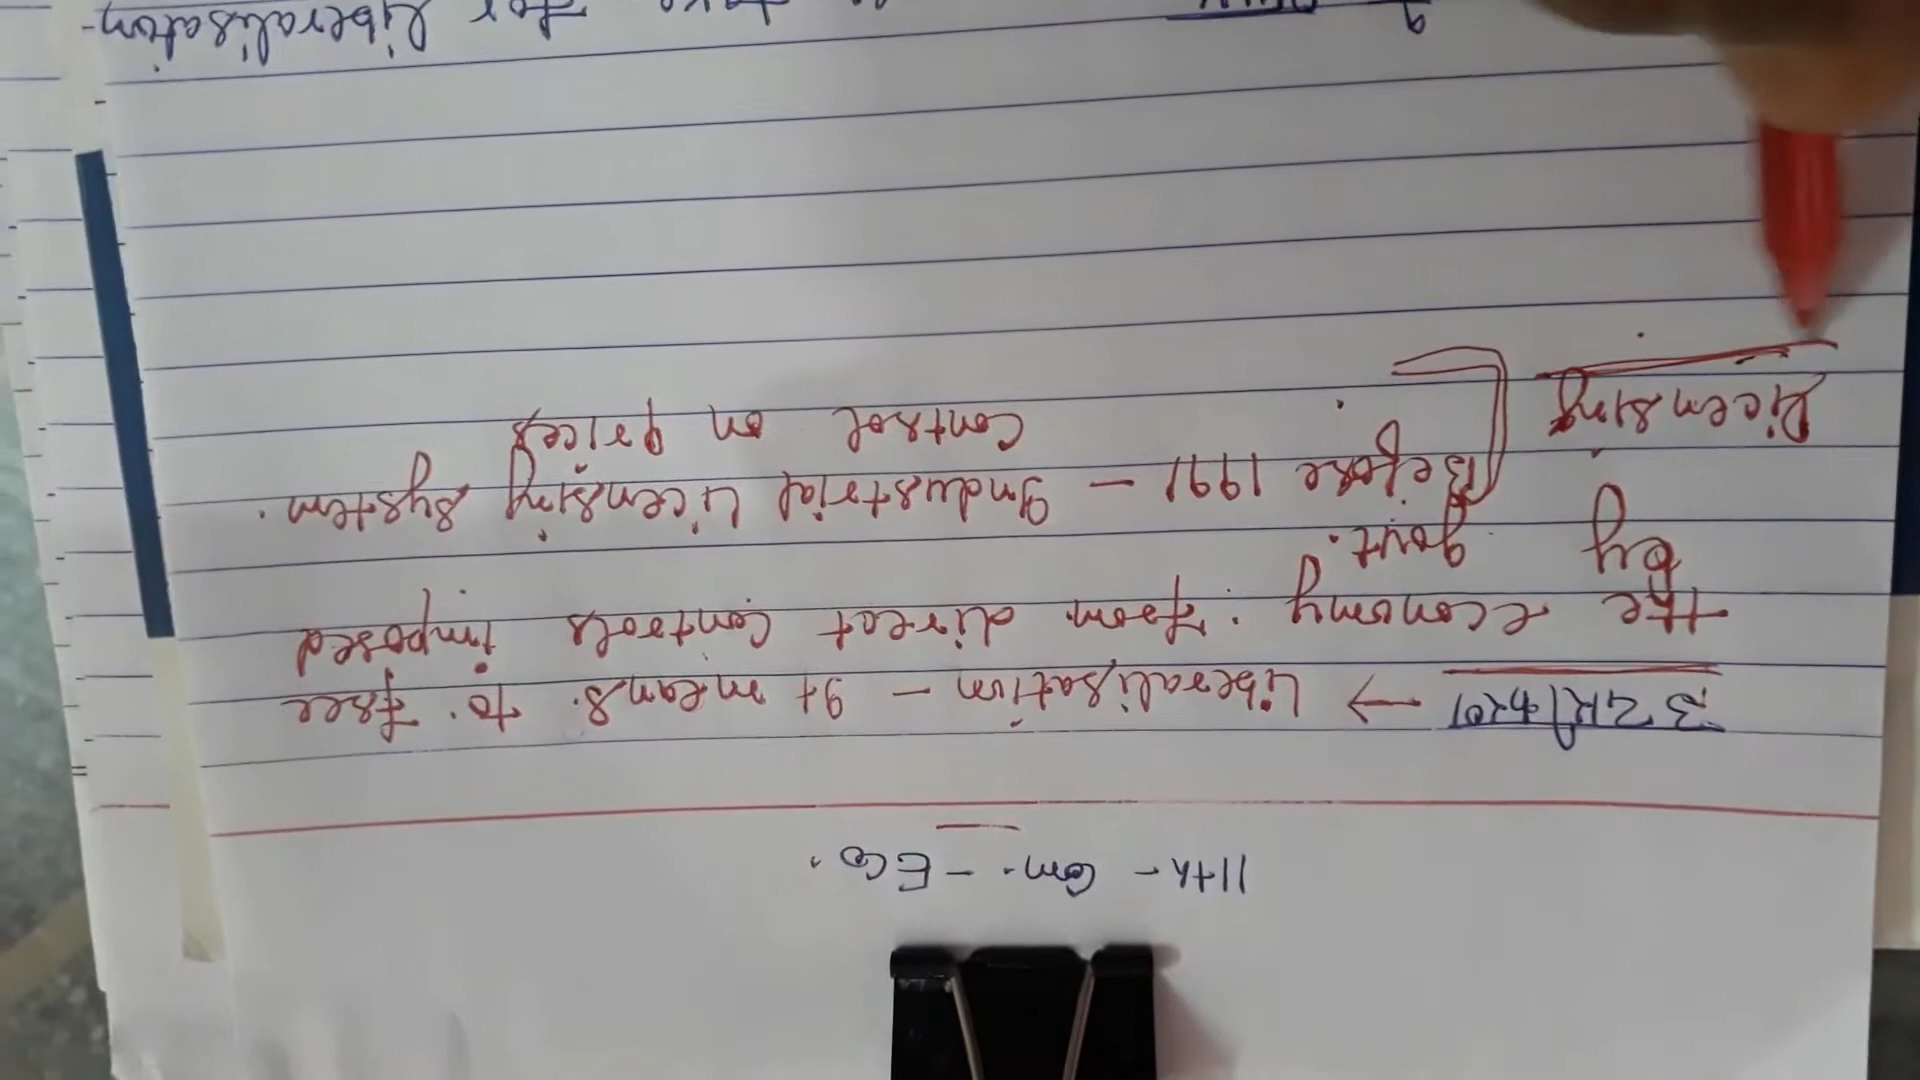 11th - Com. - Eco.
उदारीकरण → Liberalisation - It means to free
the economy from direct controls imposed
by govt.
Before 1991 - Industrial Licensing system.
Licensing control on prices
take for liberalisation-